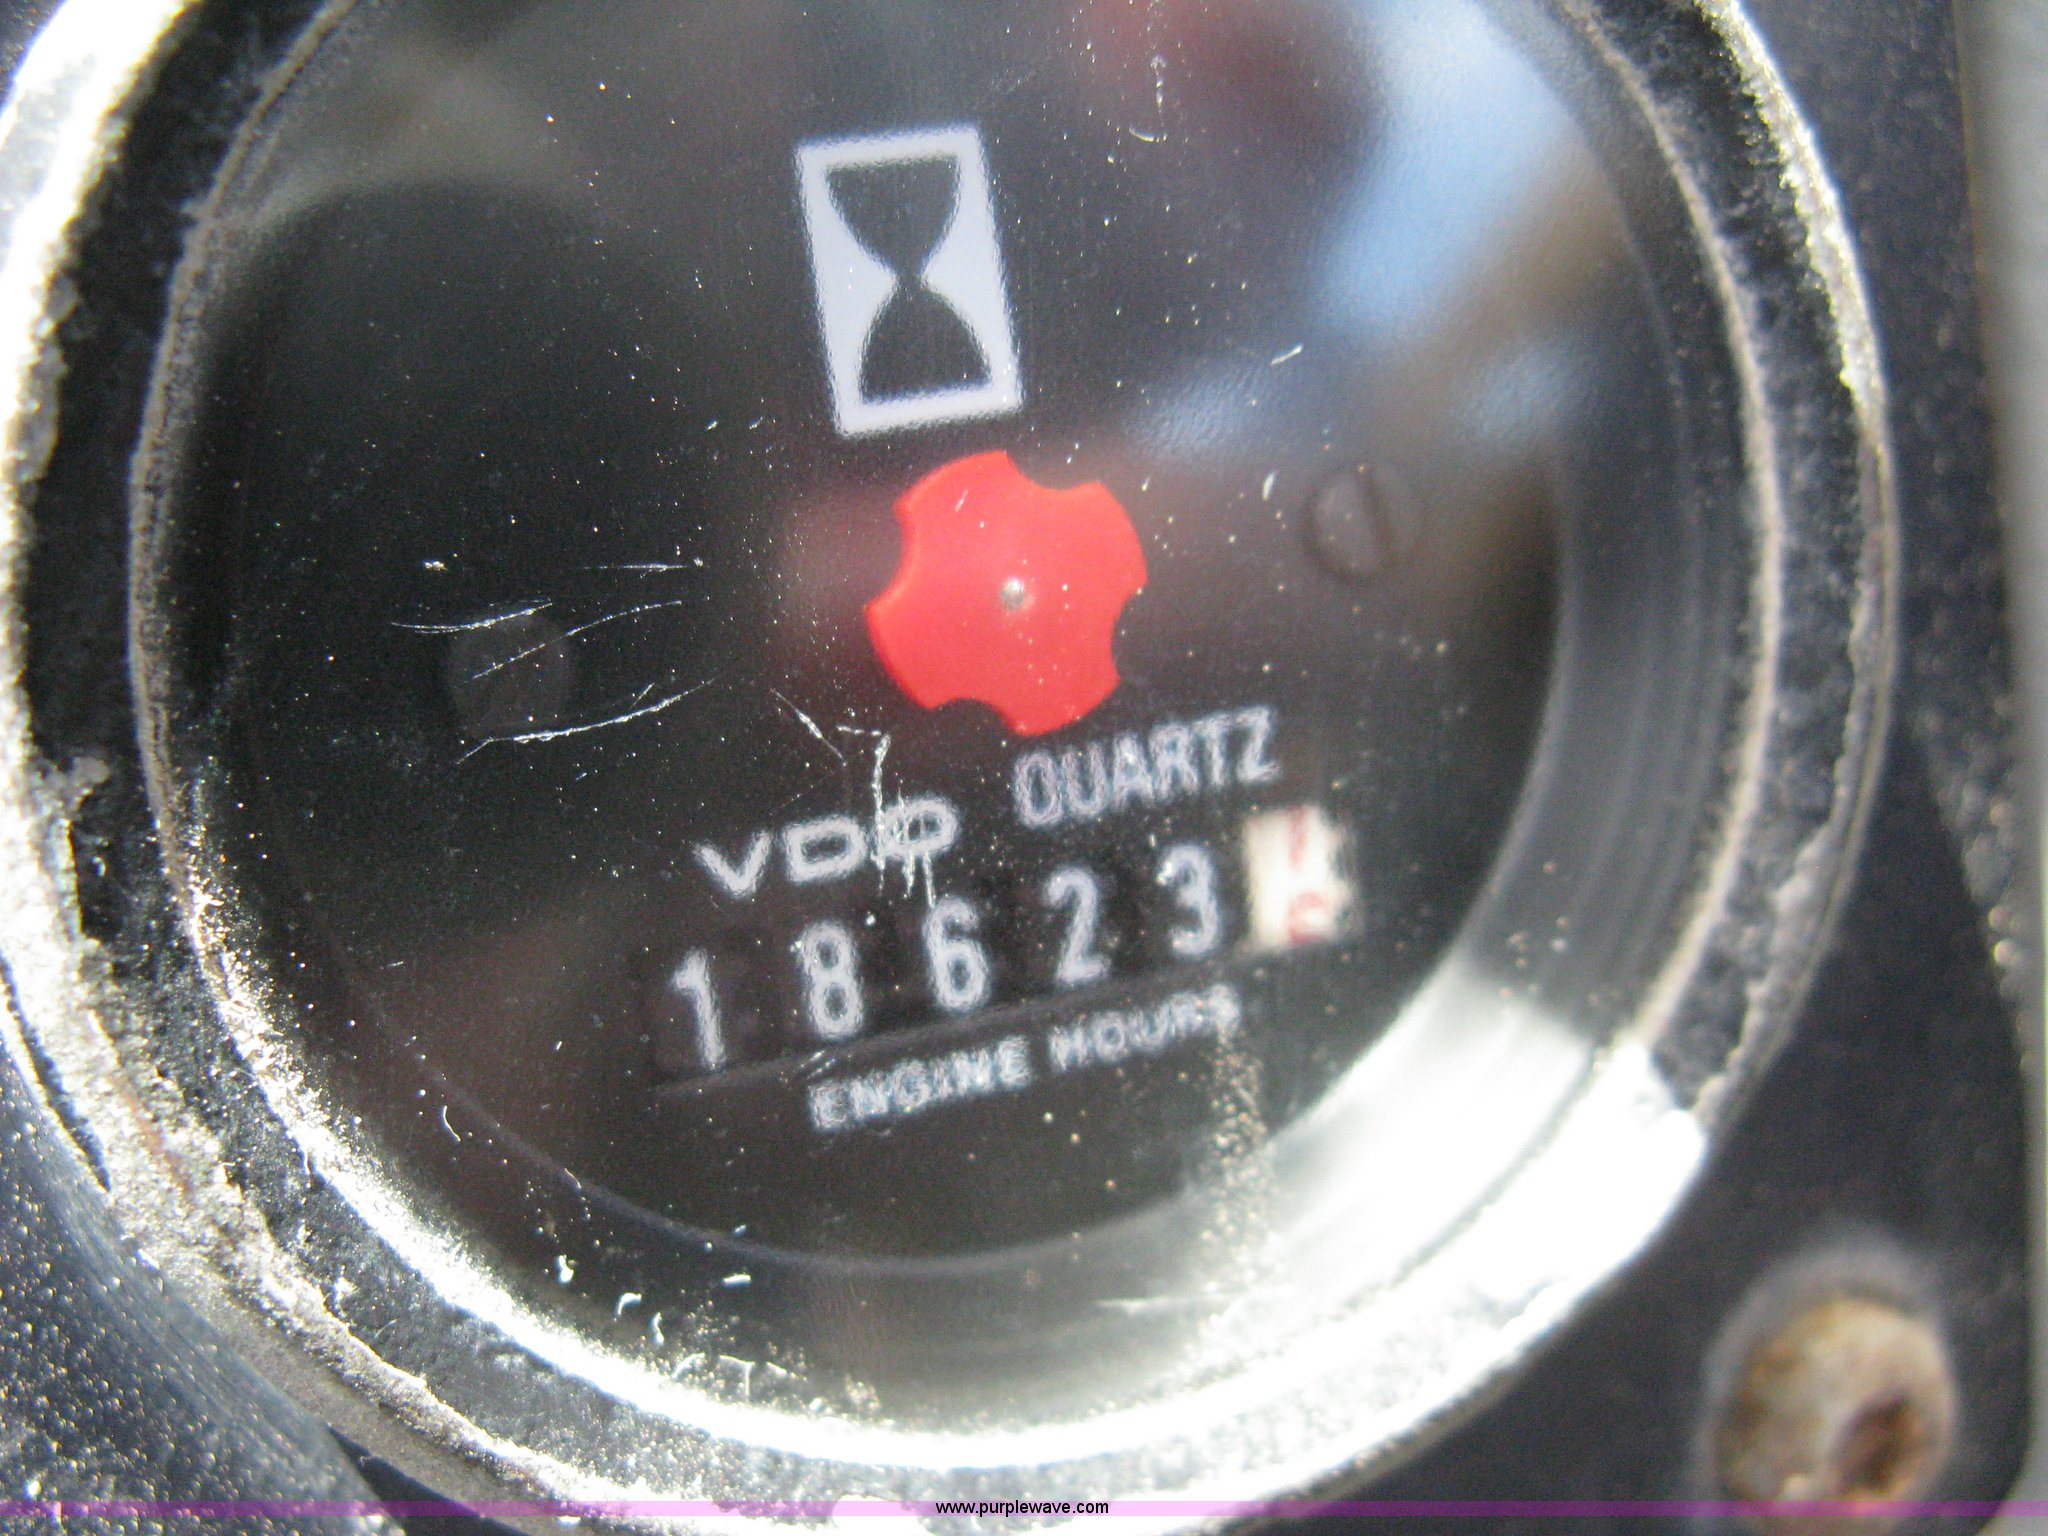 VDO QUARTZ
18623
ENGINE HOURS
www.purplewave.com